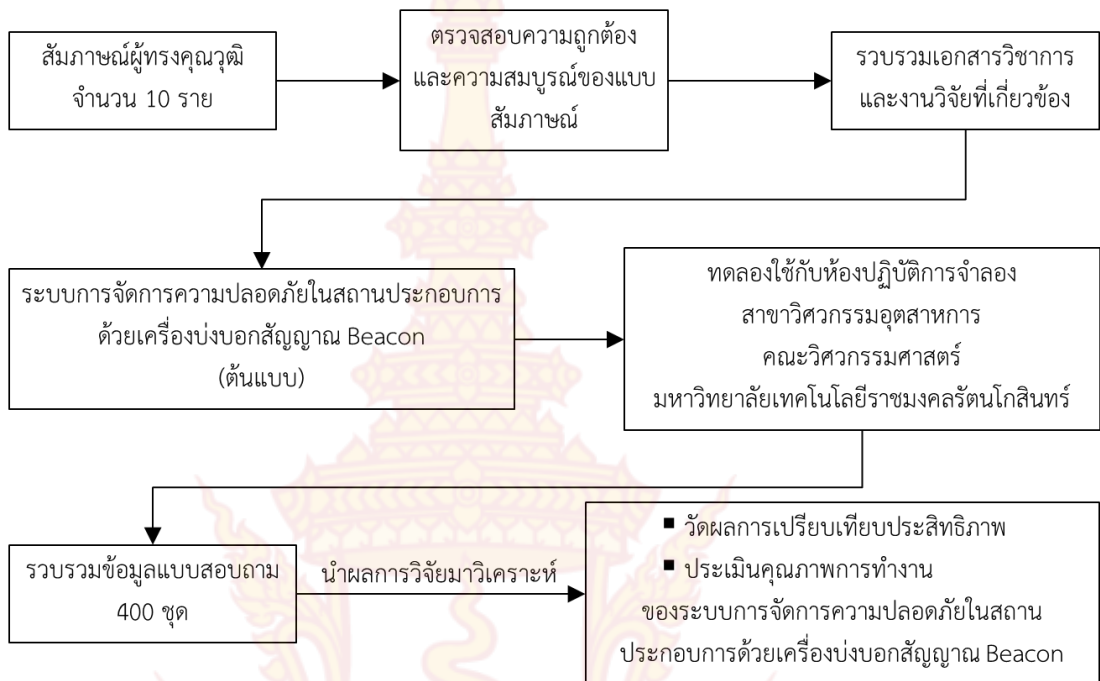 สัมภาษณ์ผู้ทรงคุณวุฒิ
จำนวน 10 ราย
ตรวจสอบความถูกต้อง
และความสมบูรณ์ของแบบ
สัมภาษณ์
รวบรวมเอกสารวิชาการ
และงานวิจัยที่เกี่ยวข้อง
ระบบการจัดการความปลอดภัยในสถานประกอบการ
ด้วยเครื่องบ่งบอกสัญญาณ Beacon
(ต้นแบบ)
ทดลองใช้กับห้องปฏิบัติการจำลอง
สาขาวิศวกรรมอุตสาหการ
คณะวิศวกรรมศาสตร์
มหาวิทยาลัยเทคโนโลยีราชมงคลรัตนโกสินทร์
รวบรวมข้อมูลแบบสอบถาม
400 ชุด
นำผลการวิจัยมาวิเคราะห์
▪ วัดผลการเปรียบเทียบประสิทธิภาพ
▪ ประเมินคุณภาพการทำงาน
ของระบบการจัดการความปลอดภัยในสถาน
ประกอบการด้วยเครื่องบ่งบอกสัญญาณ Beacon